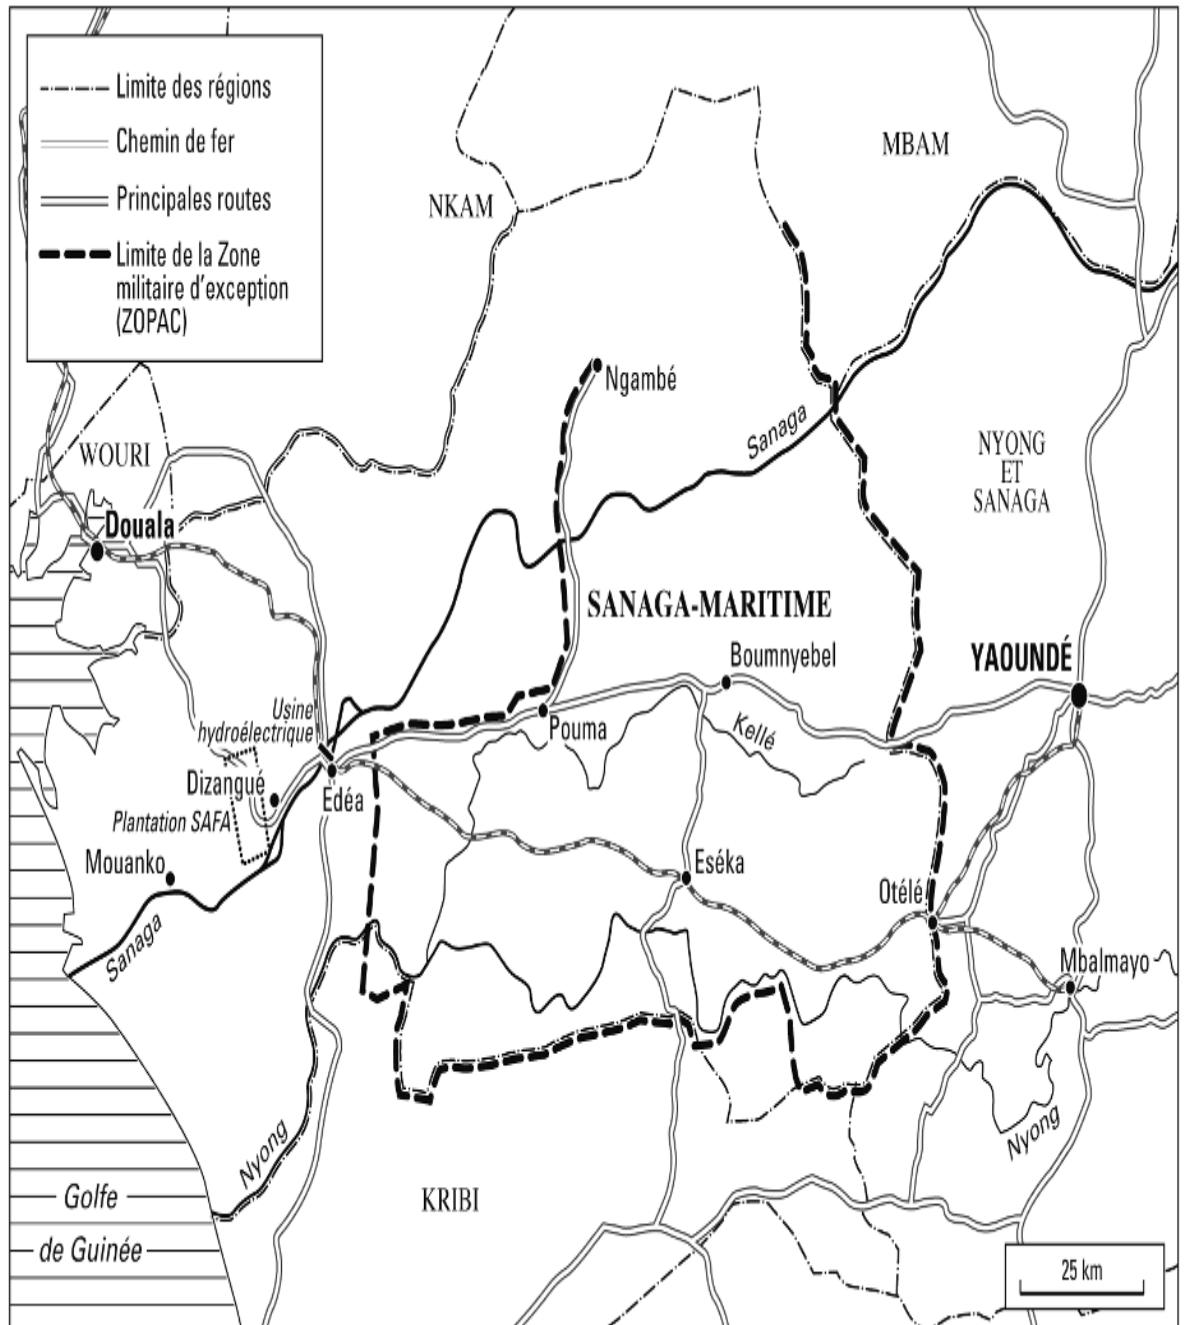 Limite des régions
Chemin de fer
Principales routes
Limite de la Zone
militaire d'exception
(ZOPAC)
MBAM
NKAM
Ngambé
WOURI
Sanaga
NYONG
ET
SANAGA
Douala
SANAGA-MARITIME
Boumnyebel
YAOUNDÉ
Usine
hydroélectrique
Pouma
Kellé
Dizangué
Edéa
Plantation SAFA
Mouanko
Eséka
Otélé
Sanaga
Mbalmayo
Nyong
Nyong
Golfe
de Guinée
KRIBI
25 km